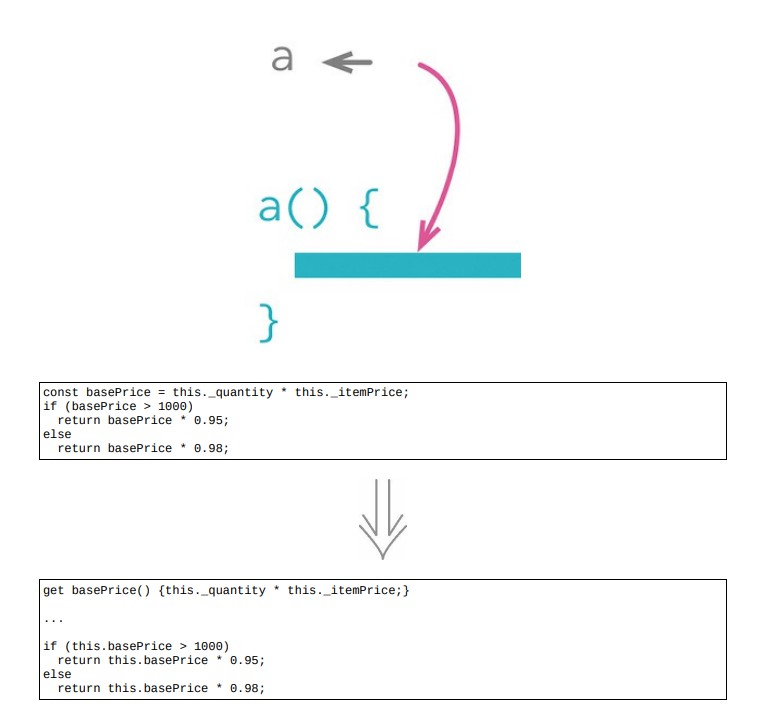 a
a() {
}
const basePrice = this._quantity * this._itemPrice;
if (basePrice > 1000)
  return basePrice * 0.95;
else
  return basePrice * 0.98;
get basePrice() {this._quantity * this._itemPrice;}
...
if (this.basePrice > 1000)
  return this.basePrice * 0.95;
else
  return this.basePrice * 0.98;